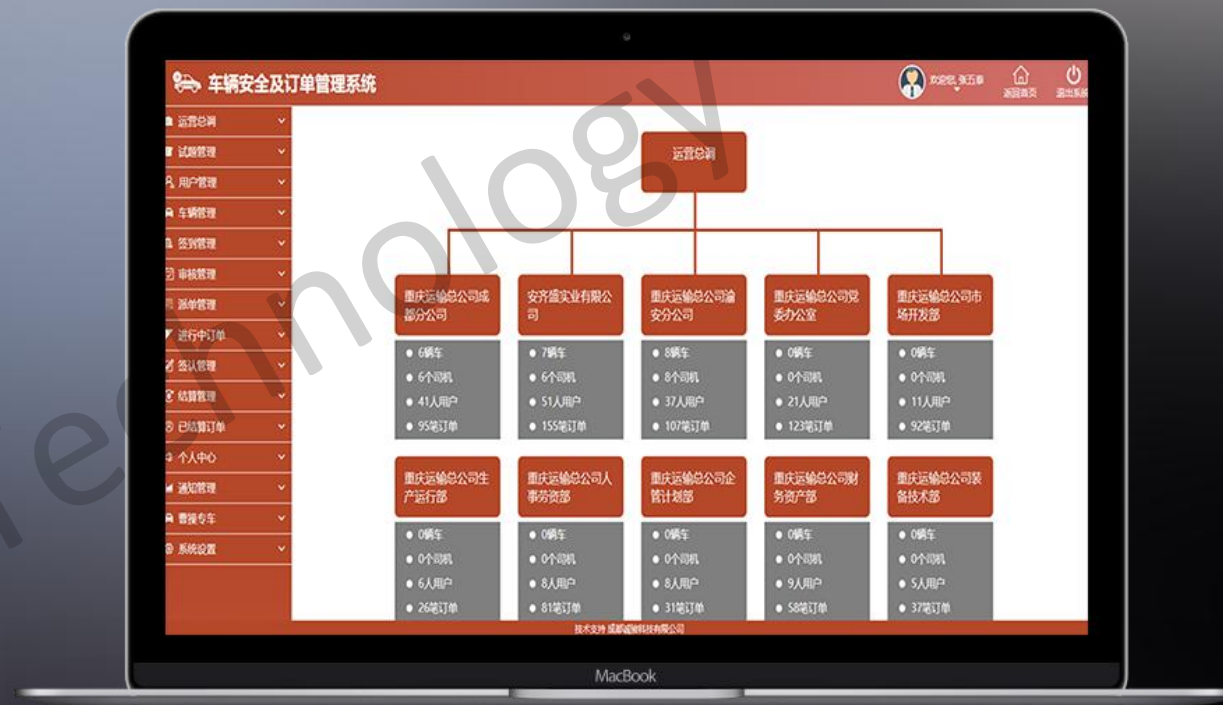 车辆安全及订单管理系统
欢迎您, 张五泰
返回首页
退出系统
运营总调
试题管理
用户管理
车辆管理
签到管理
审核管理
派单管理
进行中订单
签认管理
结算管理
已结算订单
个人中心
通知管理
曹操专车
系统设置
运营总调
重庆运输总公司成
都分公司
安齐盛实业有限公
司
重庆运输总公司渝
安分公司
重庆运输总公司党
委办公室
重庆运输总公司市
场开发部
6辆车
6个司机
41人用户
95笔订单
7辆车
6个司机
51人用户
155笔订单
8辆车
8个司机
37人用户
107笔订单
0辆车
0个司机
21人用户
123笔订单
0辆车
0个司机
11人用户
92笔订单
重庆运输总公司生
产运行部
重庆运输总公司人
事劳资部
重庆运输总公司企
管计划部
重庆运输总公司财
务资产部
重庆运输总公司装
备技术部
0辆车
0个司机
6人用户
26笔订单
0辆车
0个司机
8人用户
81笔订单
0辆车
0个司机
8人用户
31笔订单
0辆车
0个司机
9人用户
58笔订单
0辆车
0个司机
5人用户
37笔订单
技术支持 成都诚骏科技有限公司
MacBook
Technology